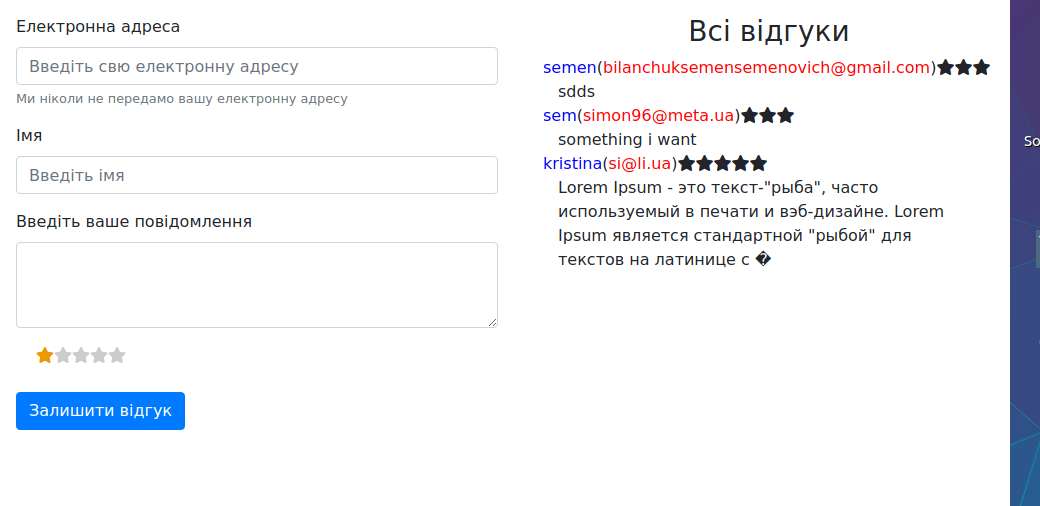 Електронна адреса
Введіть свю електронну адресу
Ми ніколи не передамо вашу електронну адресу
Імя
Введіть імя
Введіть ваше повідомлення
Залишити відгук
Всі відгуки
semen(bilanchuksemensemenovich@gmail.com)
sdds
sem(simon96@meta.ua)
something i want
kristina(si@li.ua)
Lorem Ipsum - это текст-"рыба", часто
используемый в печати и вэб-дизайне. Lorem
Ipsum является стандартной "рыбой" для
текстов на латинице с �
So